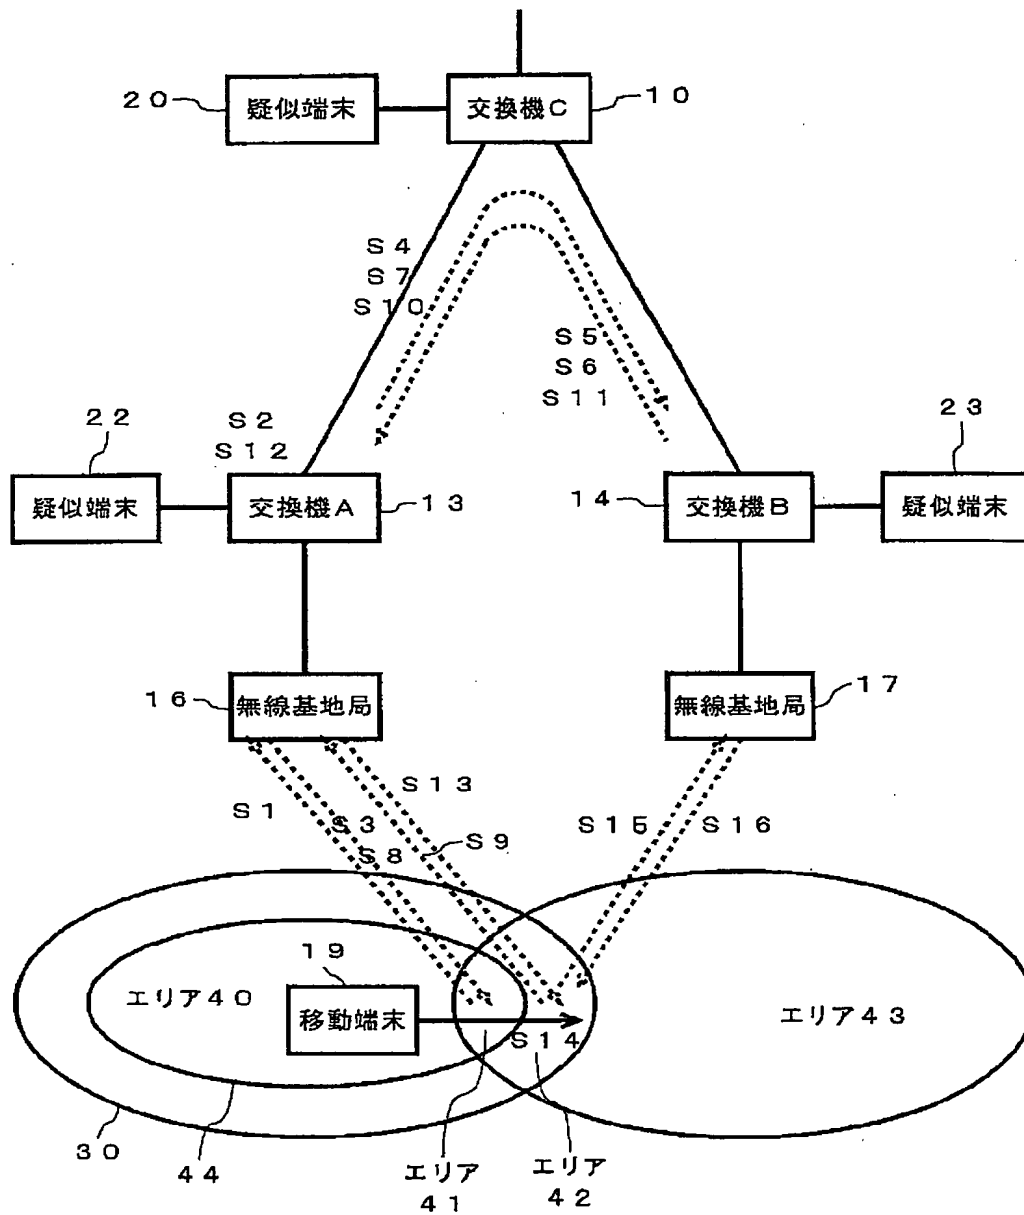 20
疑似端末
交換機C
10
S4
S7
S10
S5
S6
S11
22
S2
S12
23
疑似端末
交換機A
13
14
交換機B
疑似端末
16
無線基地局
無線基地局
17
S1
S3
S8
S13
S9
S15
S16
19
エリア40
移動端末
エリア43
S14
30
44
エリア
41
エリア
42